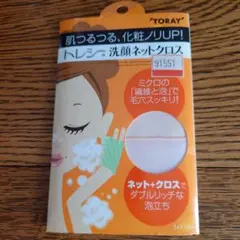 "TORAY"
肌つるつる、化粧ノリUP!
トレシー 洗顔ネットクロス
91551
ミクロの
「繊維と泡」で
毛穴スッキリ!
ネット+クロスで
ダブルリッチな
泡立ち